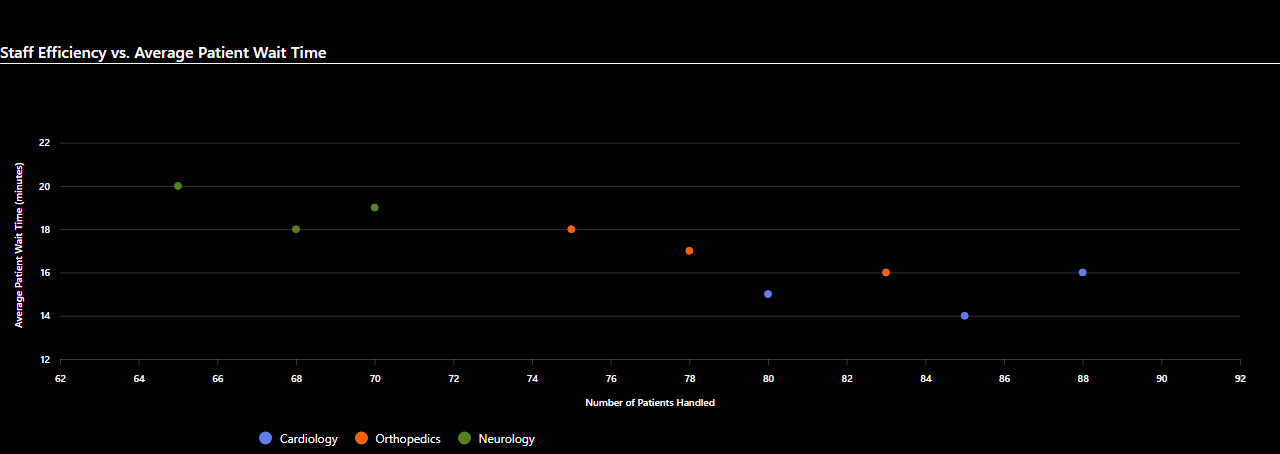 Staff Efficiency vs. Average Patient Wait Time
22
20
18
16
14
12
Average Patient Wait Time (minutes)
62 64 66 68 70 72 74 76 78 80 82 84 86 88 90 92
Number of Patients Handled
Cardiology Orthopedics Neurology